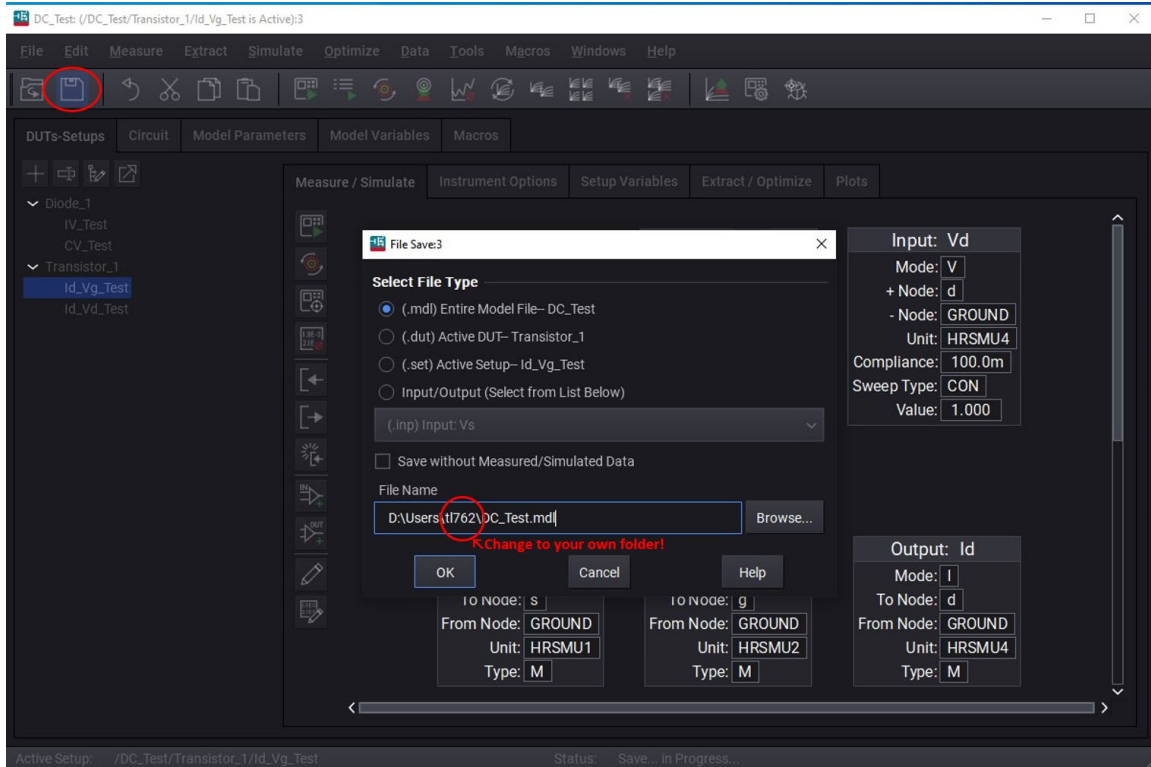 DC_Test: (/DC_Test/Transistor_1/Id_Vg_Test is Active):3
File Edit Measure Extract Simulate Optimize Data Tools Macros Windows Help
DUTs-Setups Circuit Model Parameters Model Variables Macros
Measure / Simulate Instrument Options Setup Variables Extract / Optimize Plots
Diode_1
IV_Test
CV_Test
Transistor_1
Id_Vg_Test
Id_Vd_Test
File Save:3
Select File Type
(.mdl) Entire Model File-- DC_Test
(.dut) Active DUT-- Transistor_1
(.set) Active Setup-- Id_Vg_Test
Input/Output (Select from List Below)
(.inp) Input: Vs
Save without Measured/Simulated Data
File Name
D:\Users\tl762\DC_Test.mdl
Browse...
↖Change to your own folder!
OK Cancel Help
Input: Vd
Mode: V
+ Node: d
- Node: GROUND
Unit: HRSMU4
Compliance: 100.0m
Sweep Type: CON
Value: 1.000
To Node: s
From Node: GROUND
Unit: HRSMU1
Type: M
To Node: g
From Node: GROUND
Unit: HRSMU2
Type: M
Output: Id
Mode: I
To Node: d
From Node: GROUND
Unit: HRSMU4
Type: M
IN
OUT
Active Setup: /DC_Test/Transistor_1/Id_Vg_Test Status: Save... in Progress...